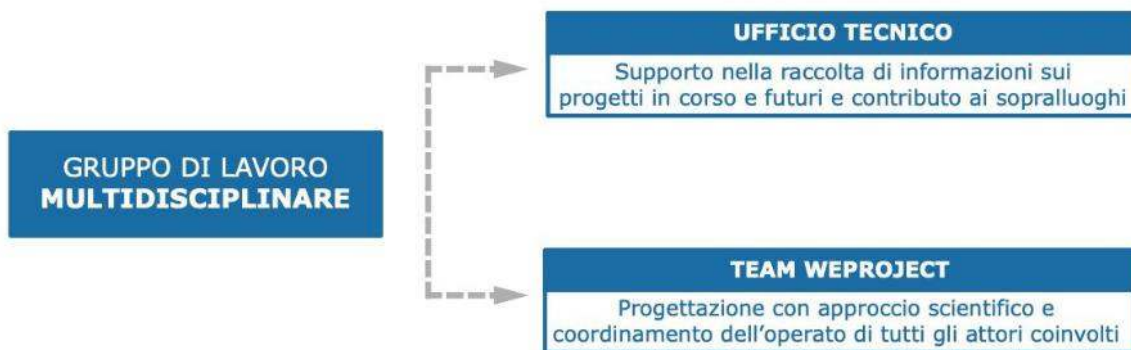 GRUPPO DI LAVORO
MULTIDISCIPLINARE
UFFICIO TECNICO
Supporto nella raccolta di informazioni sui
progetti in corso e futuri e contributo ai sopralluoghi
TEAM WEPROJECT
Progettazione con approccio scientifico e
coordinamento dell'operato di tutti gli attori coinvolti